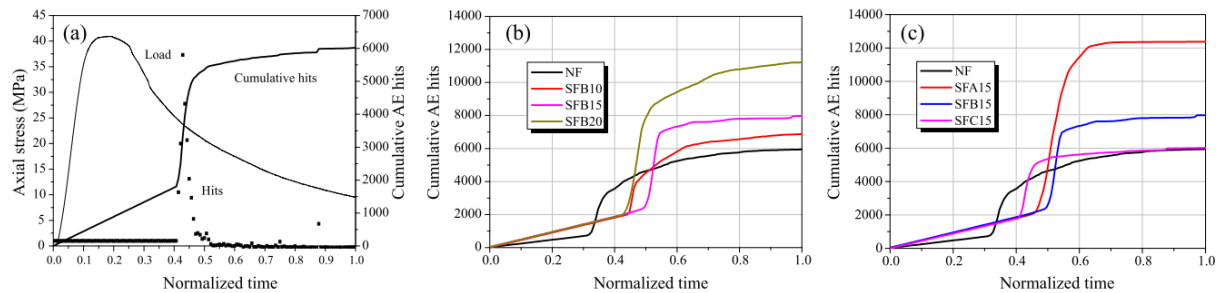 (a)
Load
Cumulative hits
Hits
Axial stress (MPa)
45
40
35
30
25
20
15
10
5
0
0.0 0.1 0.2 0.3 0.4 0.5 0.6 0.7 0.8 0.9 1.0
Normalized time
7000
6000
5000
4000
3000
2000
1000
0
Cumulative AE hits
(b)
Cumulative AE hits
14000
12000
10000
8000
6000
4000
2000
0
NF
SFB10
SFB15
SFB20
0.0 0.2 0.4 0.6 0.8 1.0
Normalized time
(c)
Cumulative AE hits
14000
12000
10000
8000
6000
4000
2000
0
NF
SFA15
SFB15
SFC15
0.0 0.2 0.4 0.6 0.8 1.0
Normalized time